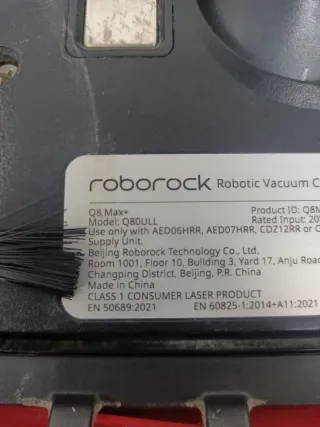 roborock Robotic Vacuum C
Q8 Max+ Product ID: Q8M
Model: Q80ULL Rated Input: 20
Use only with AED06HRR, AED07HRR, CDZ12RR or C
Supply Unit.
Beijing Roborock Technology Co., Ltd.
Room 1001, Floor 10, Building 3, Yard 17, Anju Road
Changping District, Beijing, P.R. China
Made in China
CLASS 1 CONSUMER LASER PRODUCT
EN 50689:2021 EN 60825-1:2014+A11:2021